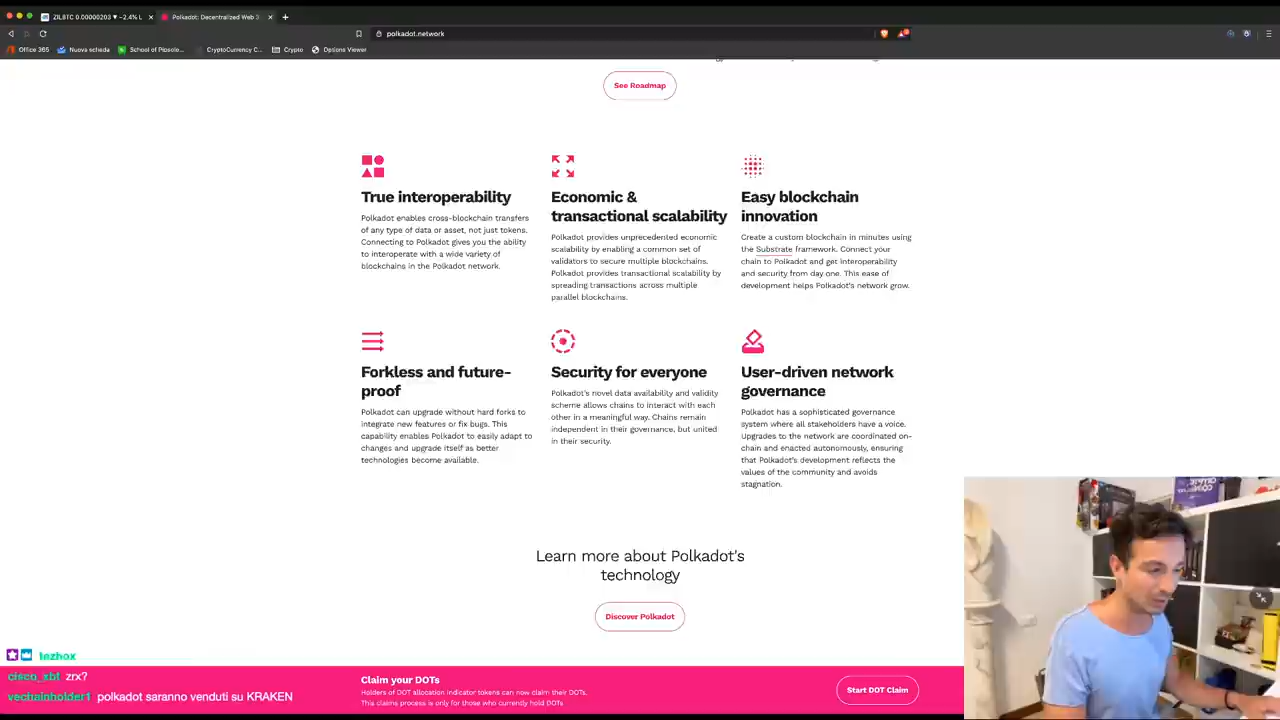 ZILBTC 0.00000203 ▼ −2.4% L
Polkadot: Decentralized Web 3
polkadot.network
Office 365
Nuova scheda
School of Pipsolo...
CryptoCurrency C...
Crypto
Options Viewer
See Roadmap
True interoperability
Polkadot enables cross-blockchain transfers
of any type of data or asset, not just tokens.
Connecting to Polkadot gives you the ability
to interoperate with a wide variety of
blockchains in the Polkadot network.
Economic &
transactional scalability
Polkadot provides unprecedented economic
scalability by enabling a common set of
validators to secure multiple blockchains.
Polkadot provides transactional scalability by
spreading transactions across multiple
parallel blockchains.
Easy blockchain
innovation
Create a custom blockchain in minutes using
the Substrate framework. Connect your
chain to Polkadot and get interoperability
and security from day one. This ease of
development helps Polkadot's network grow.
Forkless and future-
proof
Polkadot can upgrade without hard forks to
integrate new features or fix bugs. This
capability enables Polkadot to easily adapt to
changes and upgrade itself as better
technologies become available.
Security for everyone
Polkadot's novel data availability and validity
scheme allows chains to interact with each
other in a meaningful way. Chains remain
independent in their governance, but united
in their security.
User-driven network
governance
Polkadot has a sophisticated governance
system where all stakeholders have a voice.
Upgrades to the network are coordinated on-
chain and enacted autonomously, ensuring
that Polkadot's development reflects the
values of the community and avoids
stagnation.
Learn more about Polkadot's
technology
Discover Polkadot
tezbox
cisco_xbt zrx?
vechainholder1 polkadot saranno venduti su KRAKEN
Claim your DOTs
Holders of DOT allocation indicator tokens can now claim their DOTs.
This claims process is only for those who currently hold DOTs
Start DOT Claim